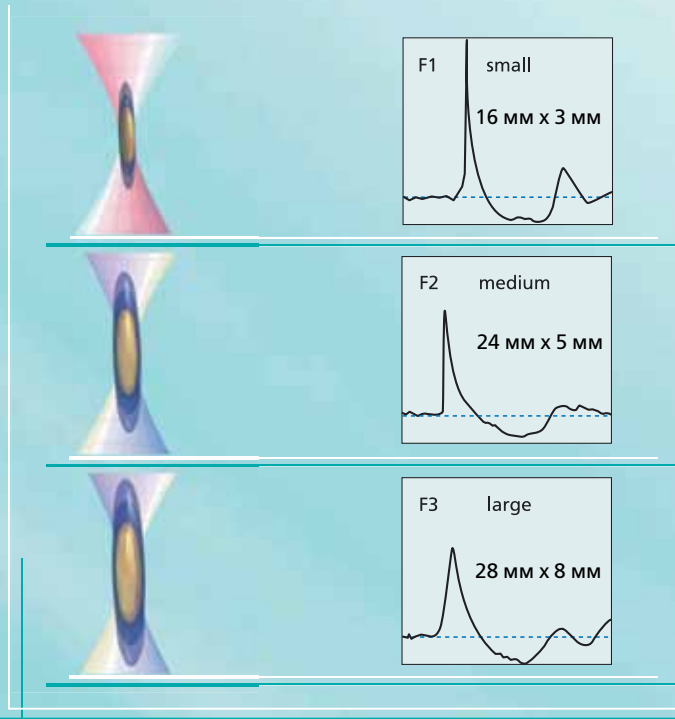 F1 small
16 мм x 3 мм
F2 medium
24 мм x 5 мм
F3 large
28 мм x 8 мм